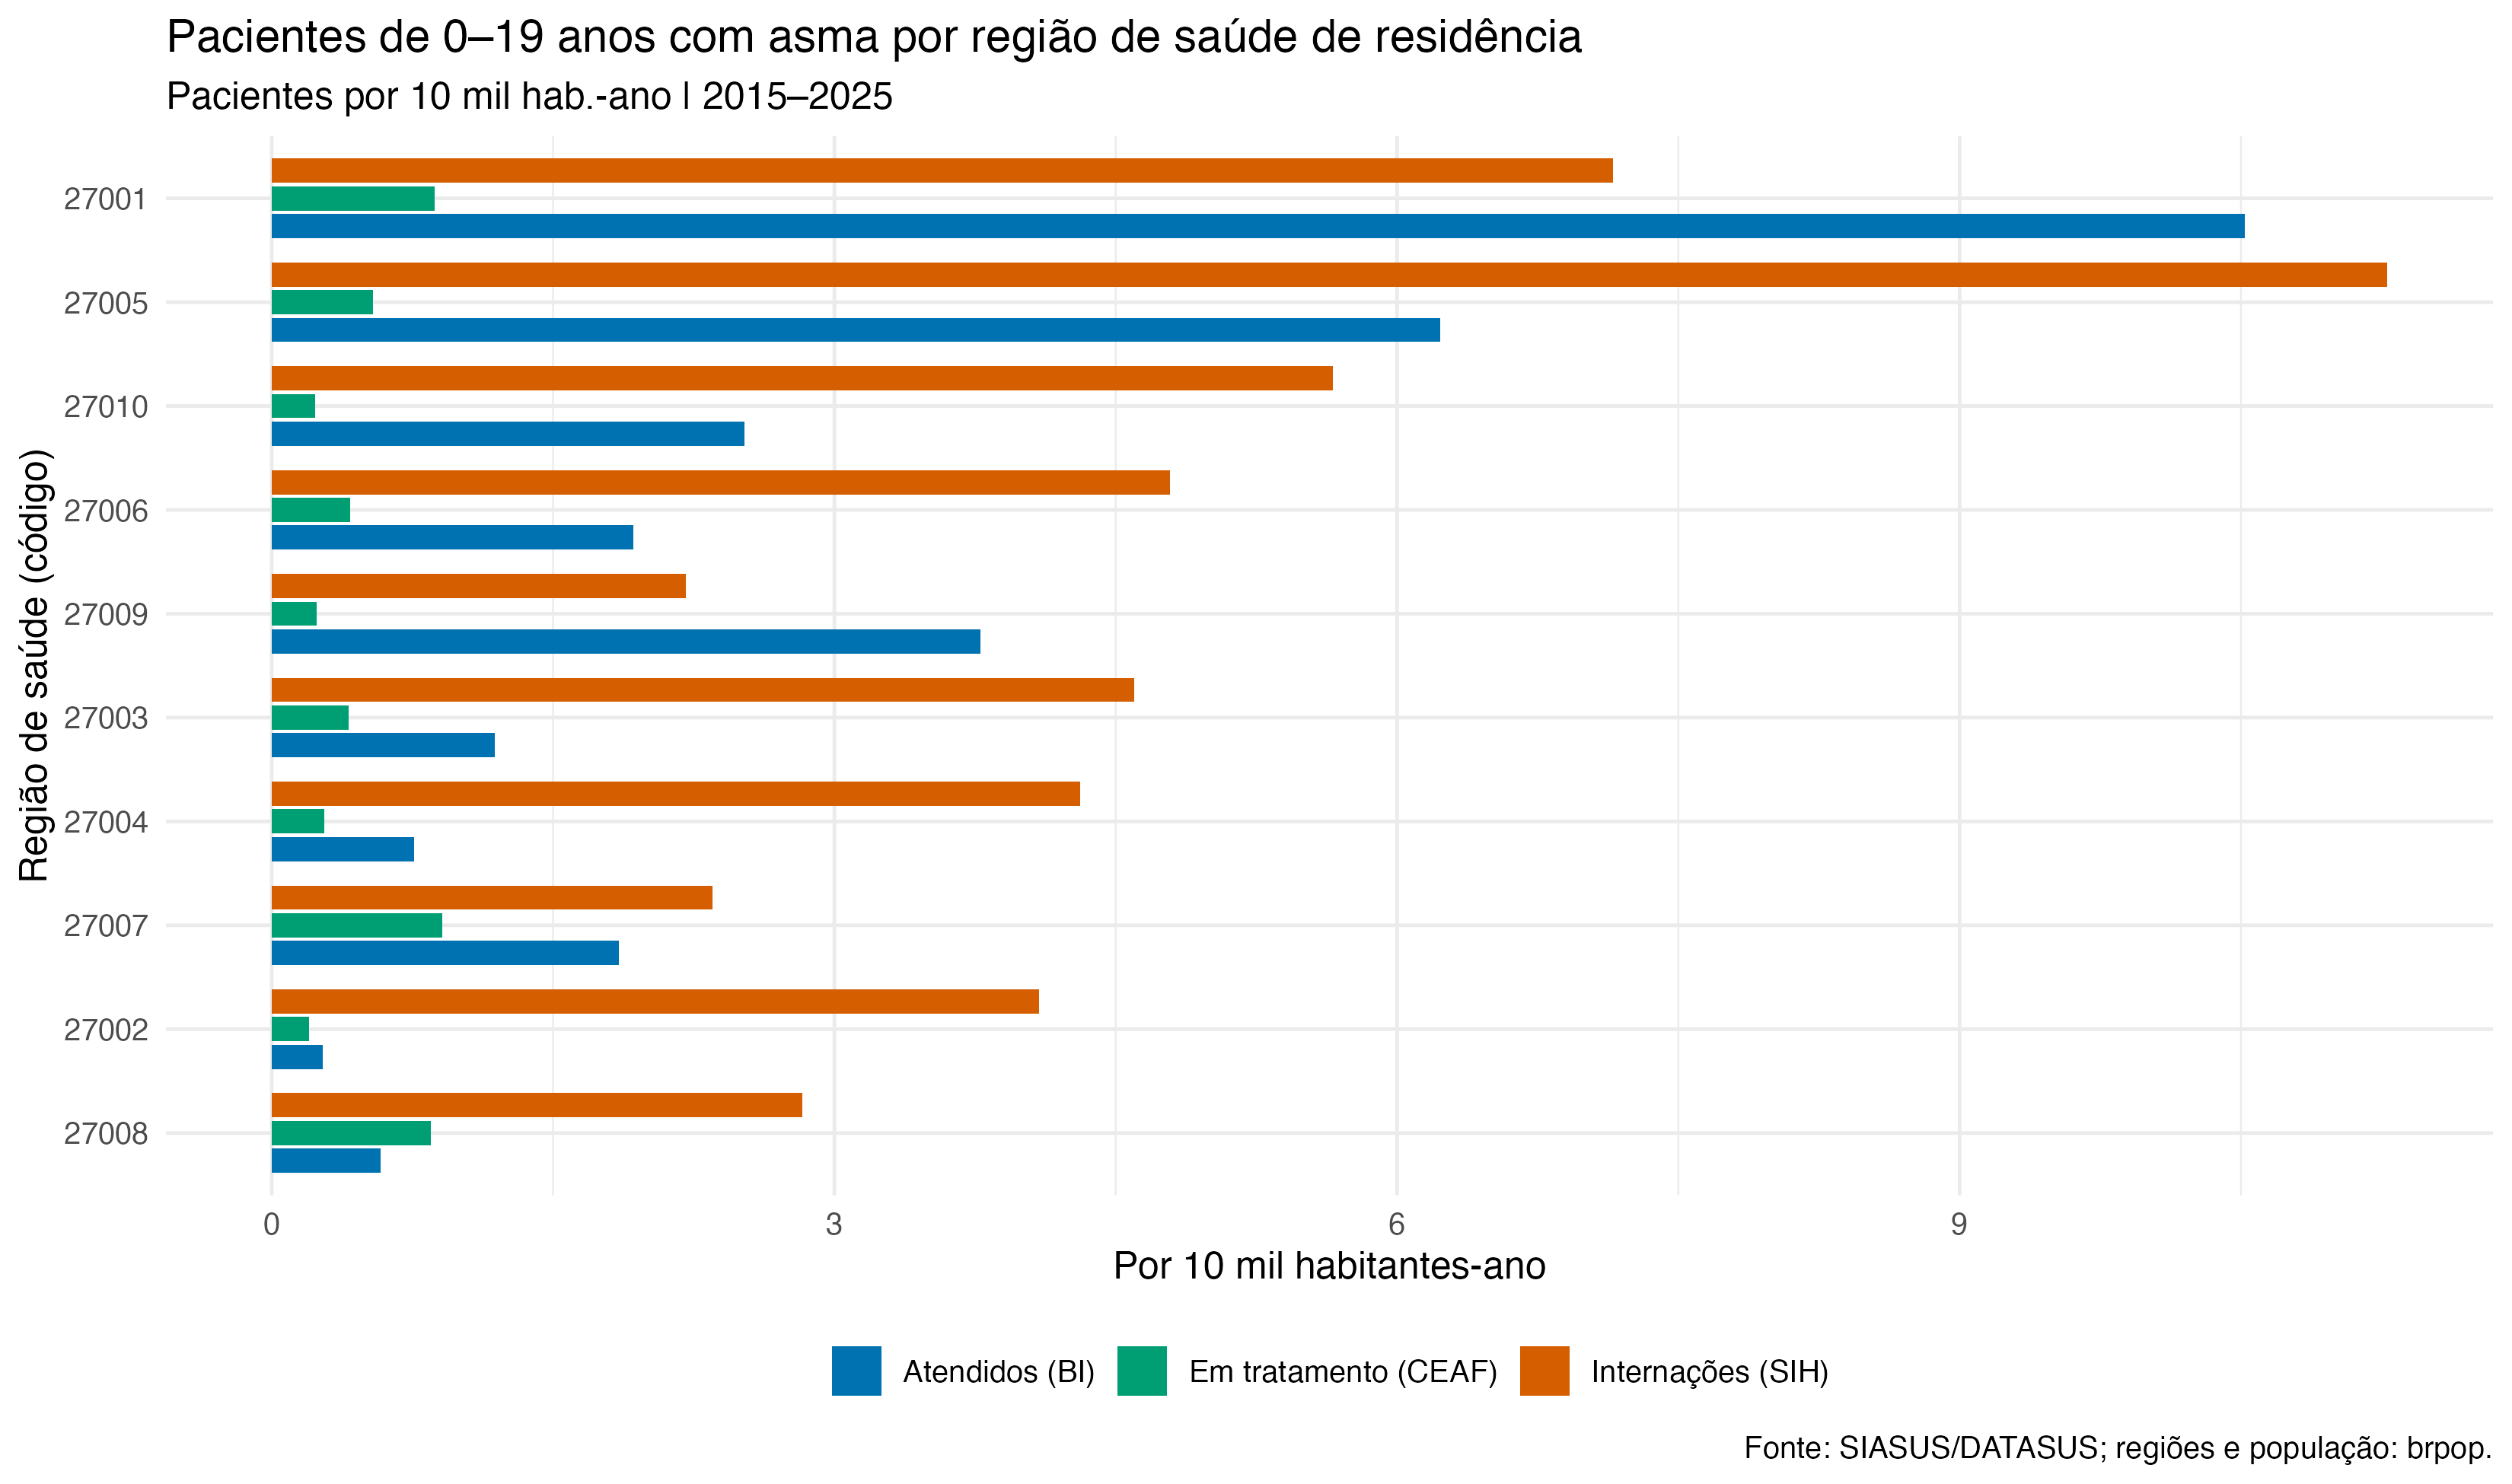 Pacientes de 0–19 anos com asma por região de saúde de residência
Pacientes por 10 mil hab.-ano | 2015–2025
Região de saúde (código)
27001
27005
27010
27006
27009
27003
27004
27007
27002
27008
0 3 6 9
Por 10 mil habitantes-ano
Atendidos (BI) Em tratamento (CEAF) Internações (SIH)
Fonte: SIASUS/DATASUS; regiões e população: brpop.